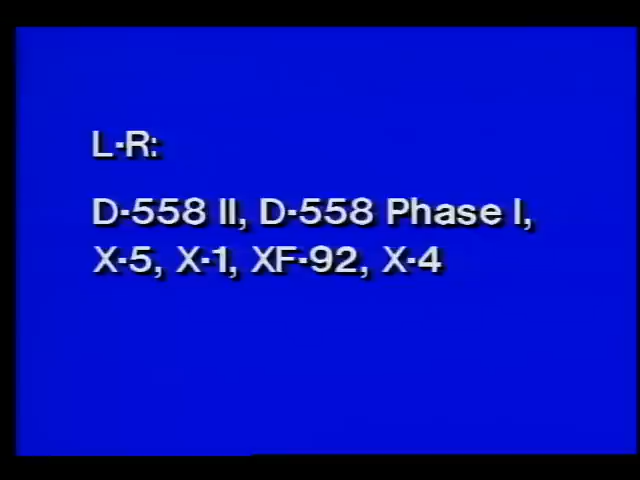 L-R:
D-558 II, D-558 Phase I,
X-5, X-1, XF-92, X-4